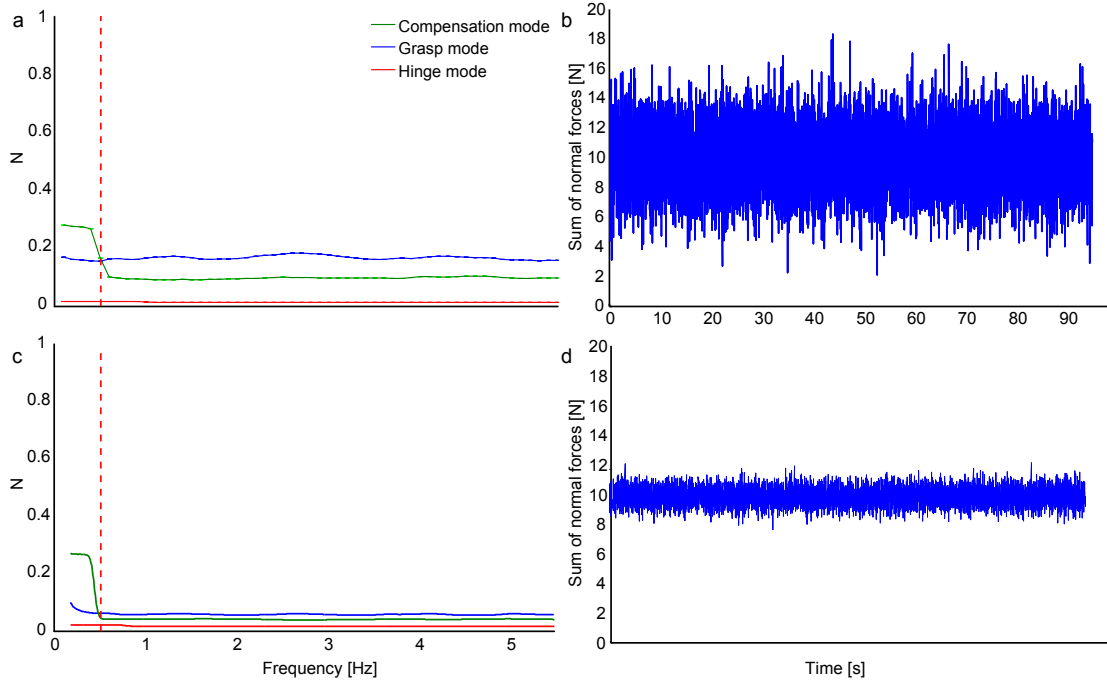 a
1
0.8
0.6
0.4
0.2
0
N
Compensation mode
Grasp mode
Hinge mode
b
20
18
16
14
12
10
8
6
4
2
0
Sum of normal forces [N]
0 10 20 30 40 50 60 70 80 90
c
1
0.8
0.6
0.4
0.2
0
N
0 1 2 3 4 5
Frequency [Hz]
d
20
18
16
14
12
10
8
6
4
2
0
Sum of normal forces [N]
Time [s]